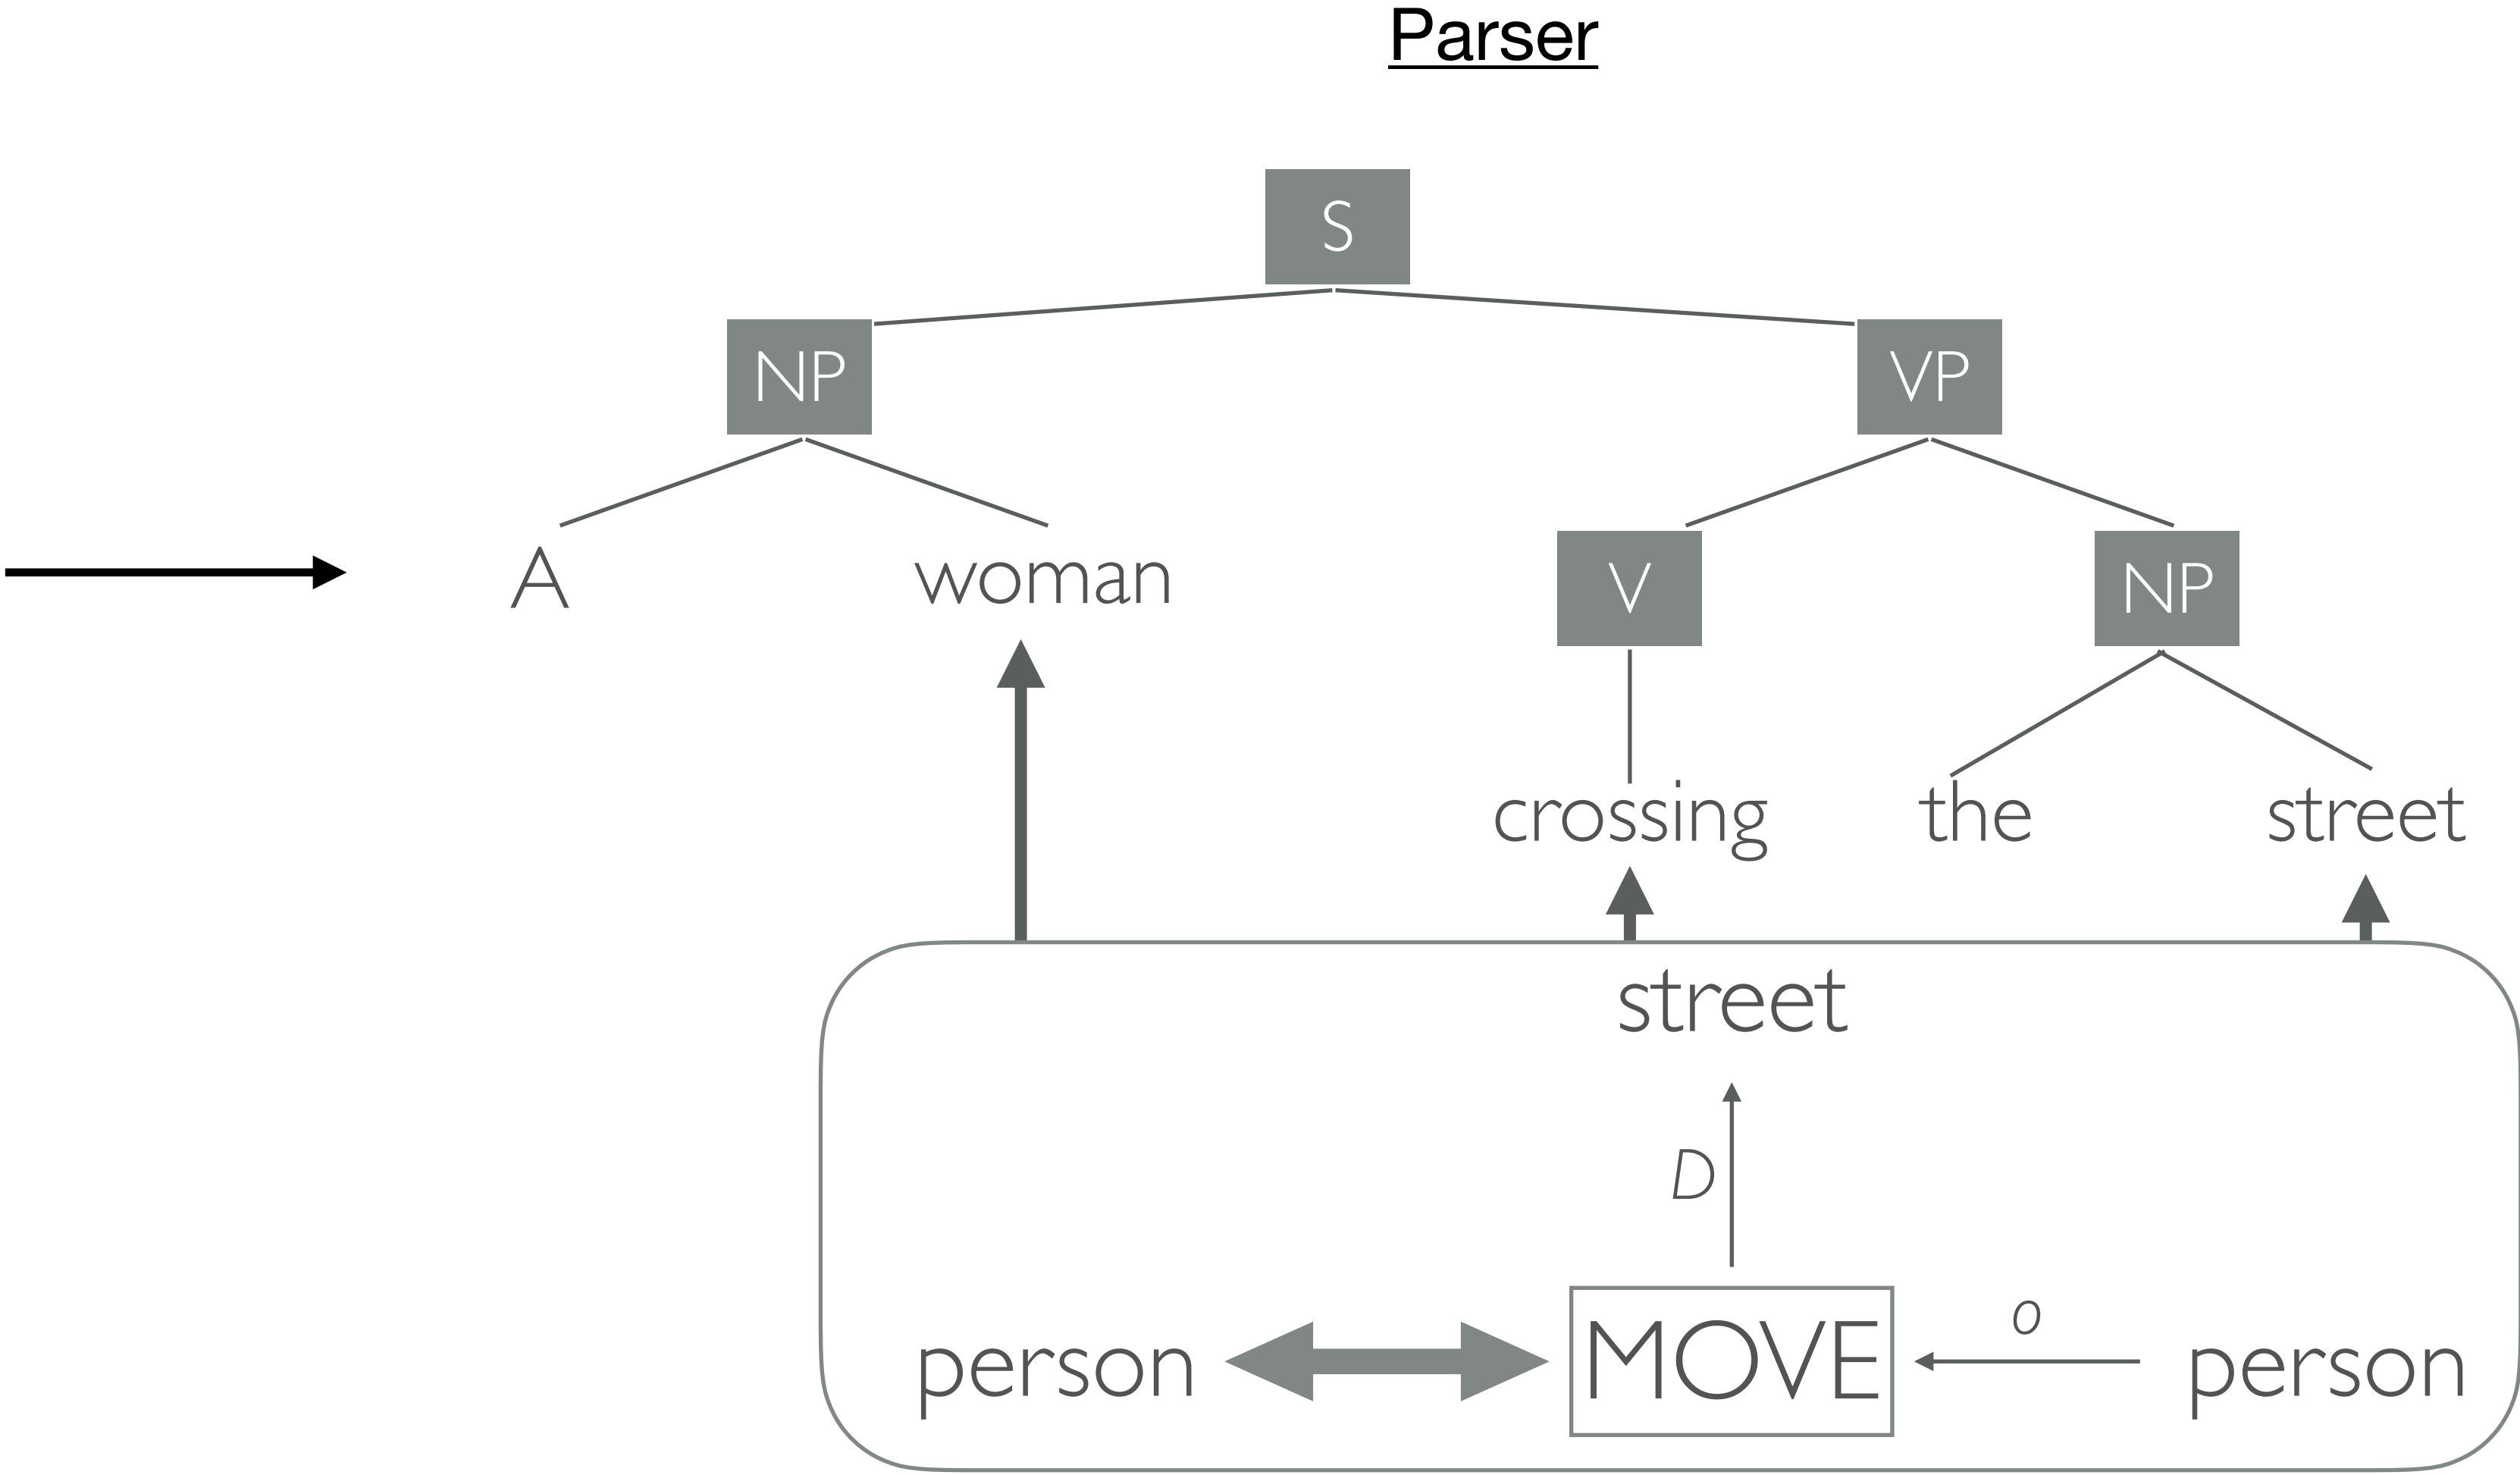 Parser
S
NP VP
A woman V NP
crossing the street
street
D
person MOVE o person